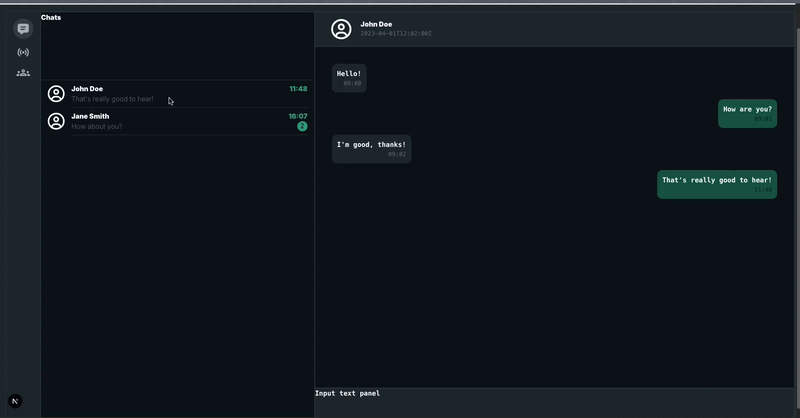 Chats
John Doe
11:48
That's really good to hear!
Jane Smith
16:07
How about you?
2
John Doe
2023-04-01T12:02:00Z
Hello!
09:00
How are you?
09:01
I'm good, thanks!
09:02
That's really good to hear!
11:48
Input text panel
N